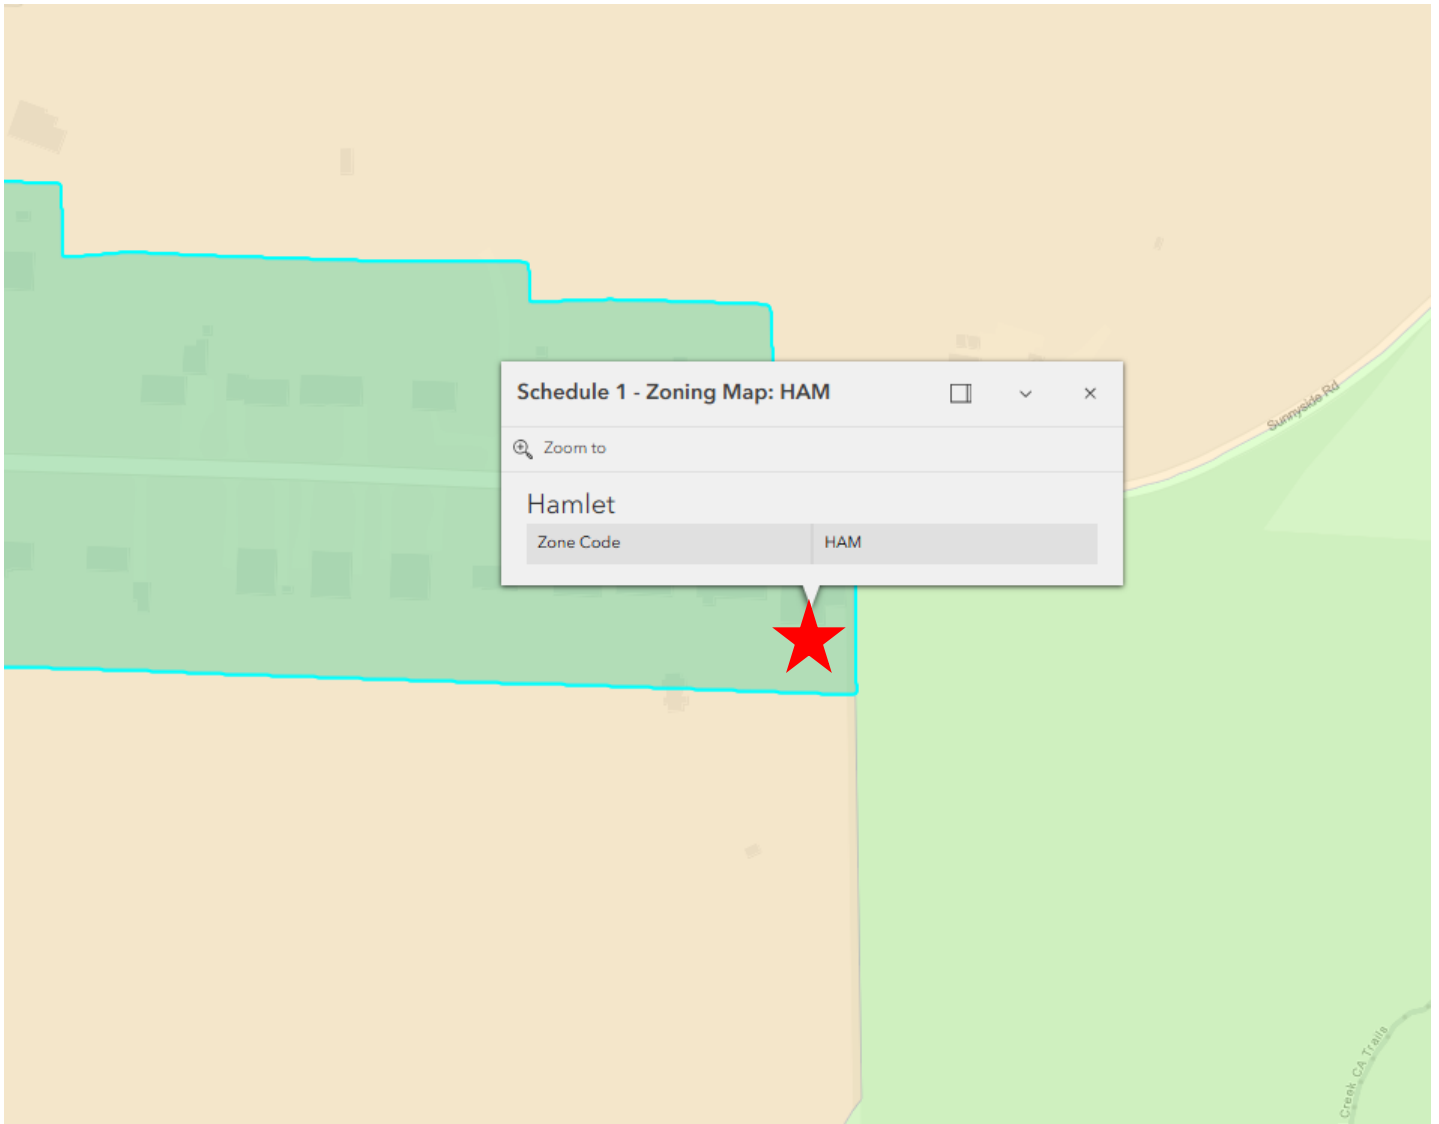 Schedule 1 - Zoning Map: HAM
Zoom to
Hamlet
Zone Code HAM
Sunnyside Rd
Creek CA Trails